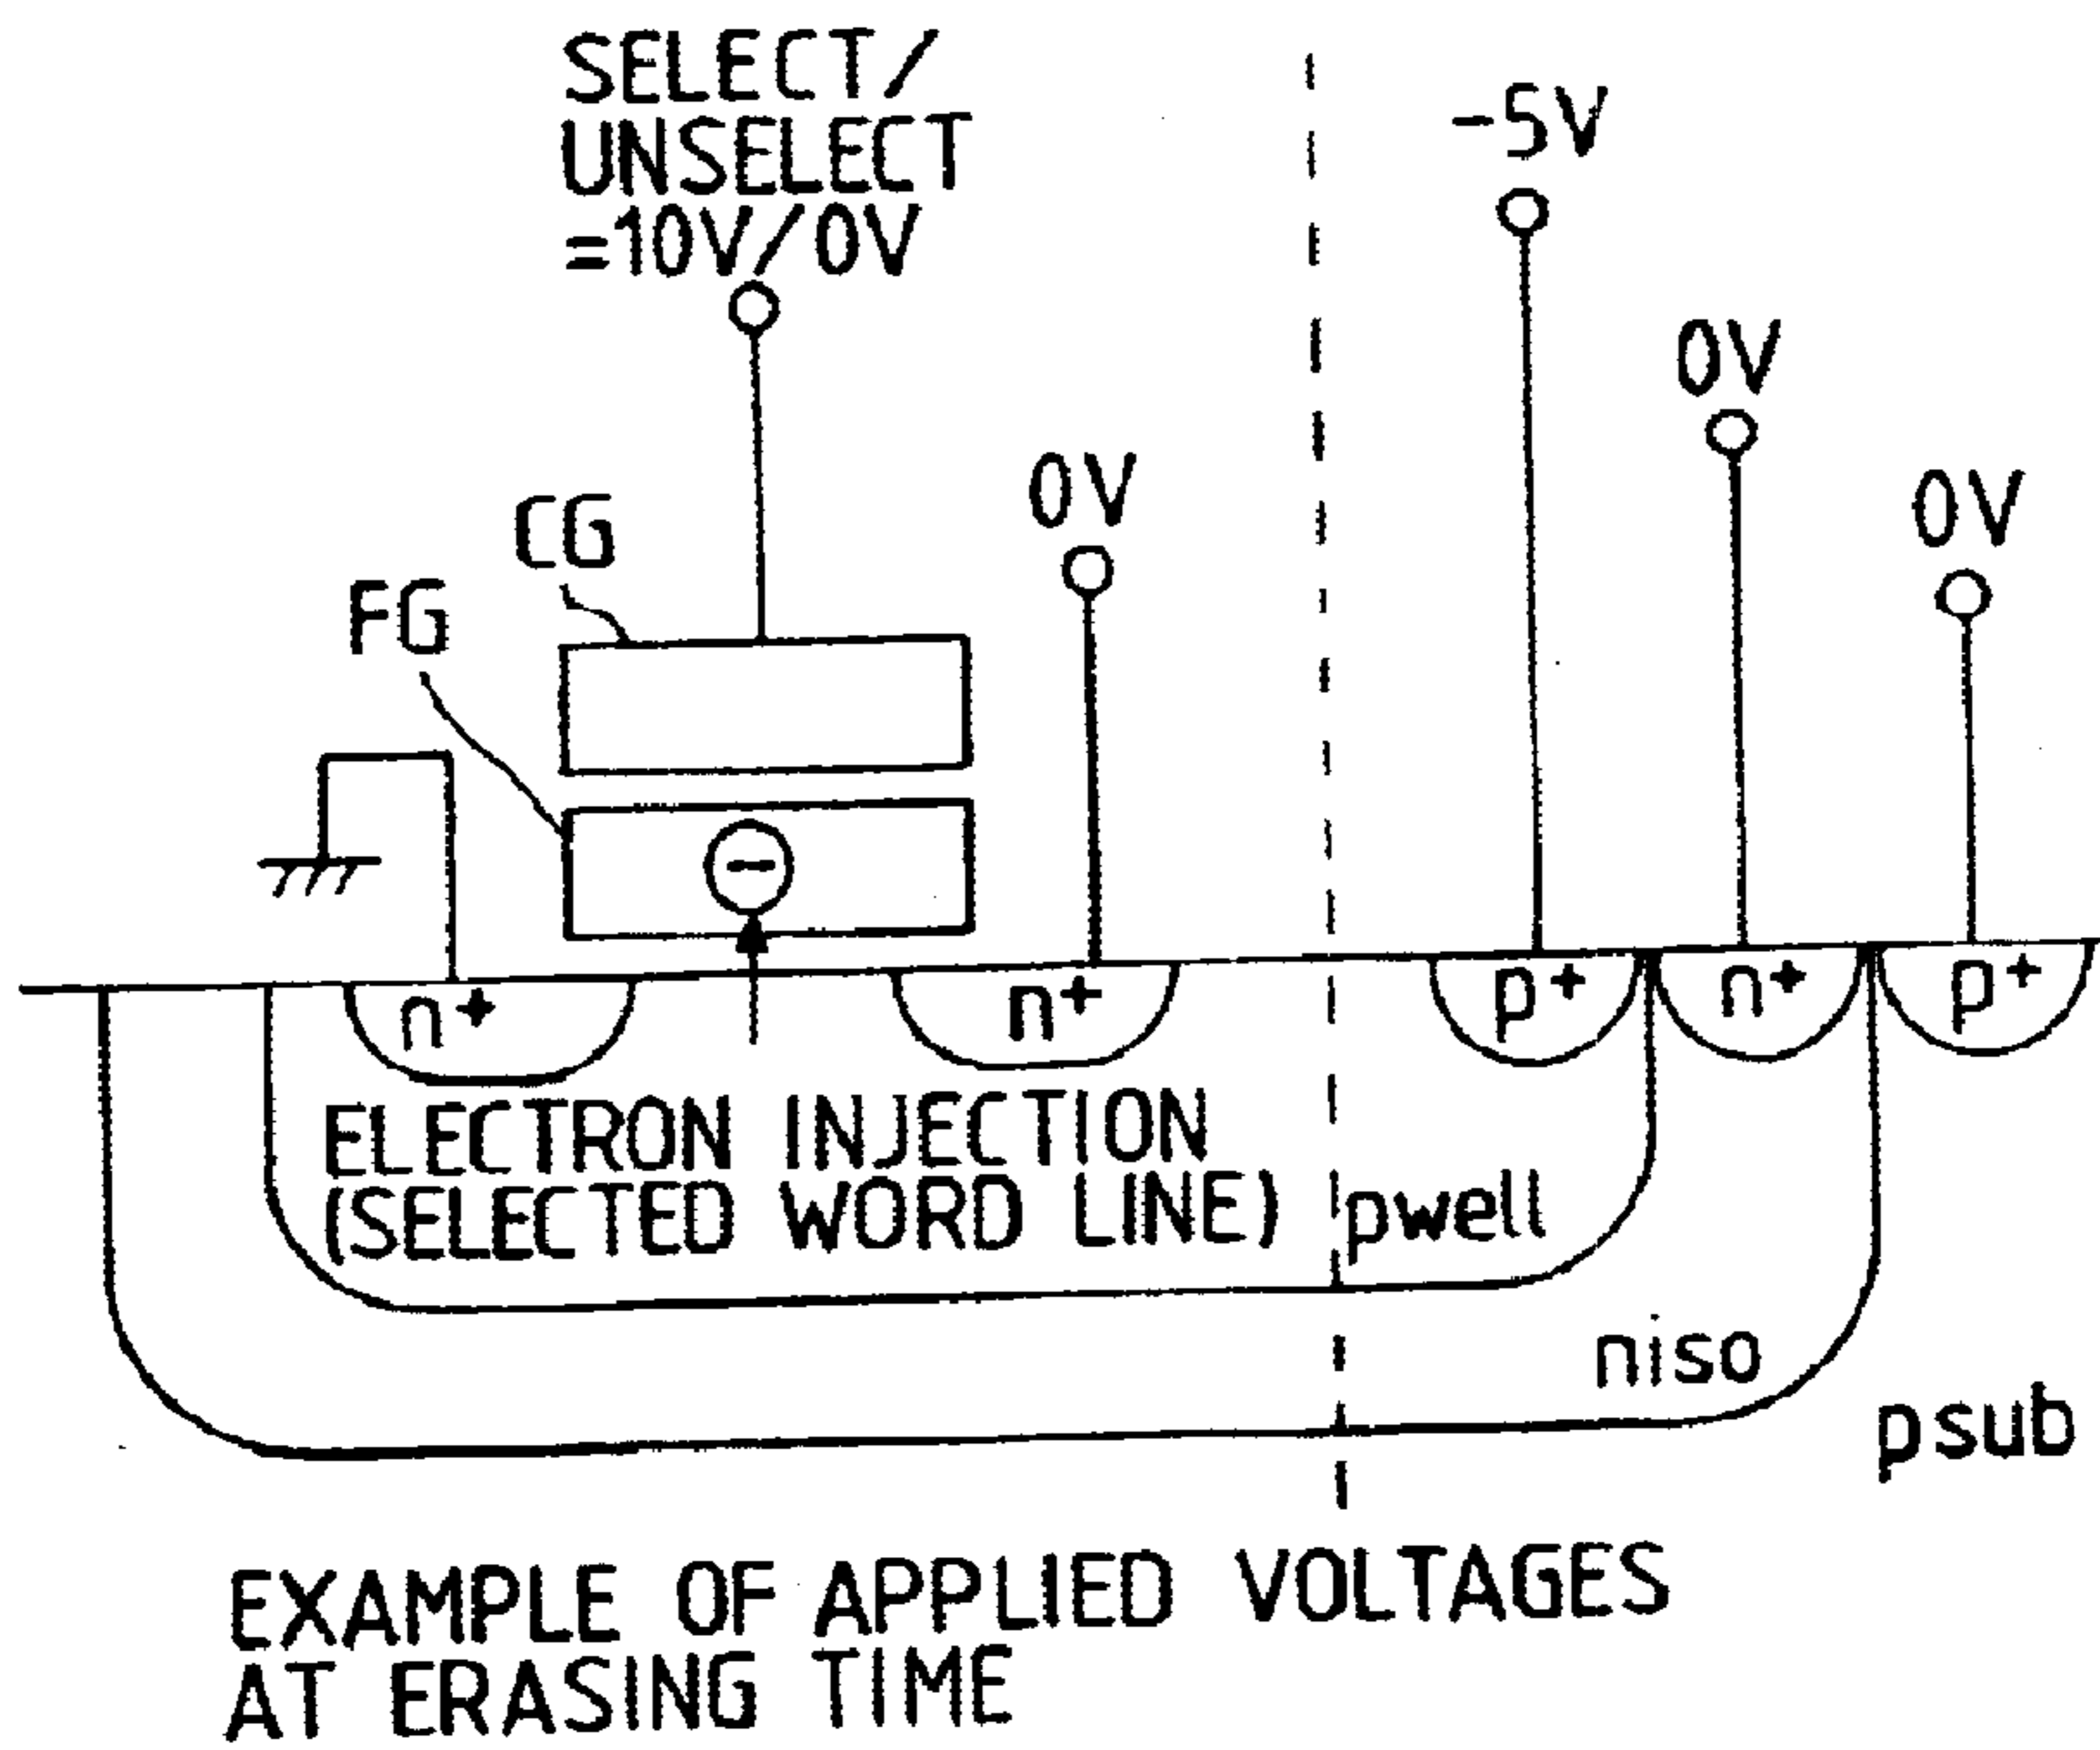 SELECT/
UNSELECT
=10V/0V
-5V
0V
0V
0V
CG
FG
n+
n+
p+
n+
p+
ELECTRON INJECTION
(SELECTED WORD LINE)
pwell
niso
psub
EXAMPLE OF APPLIED VOLTAGES
AT ERASING TIME